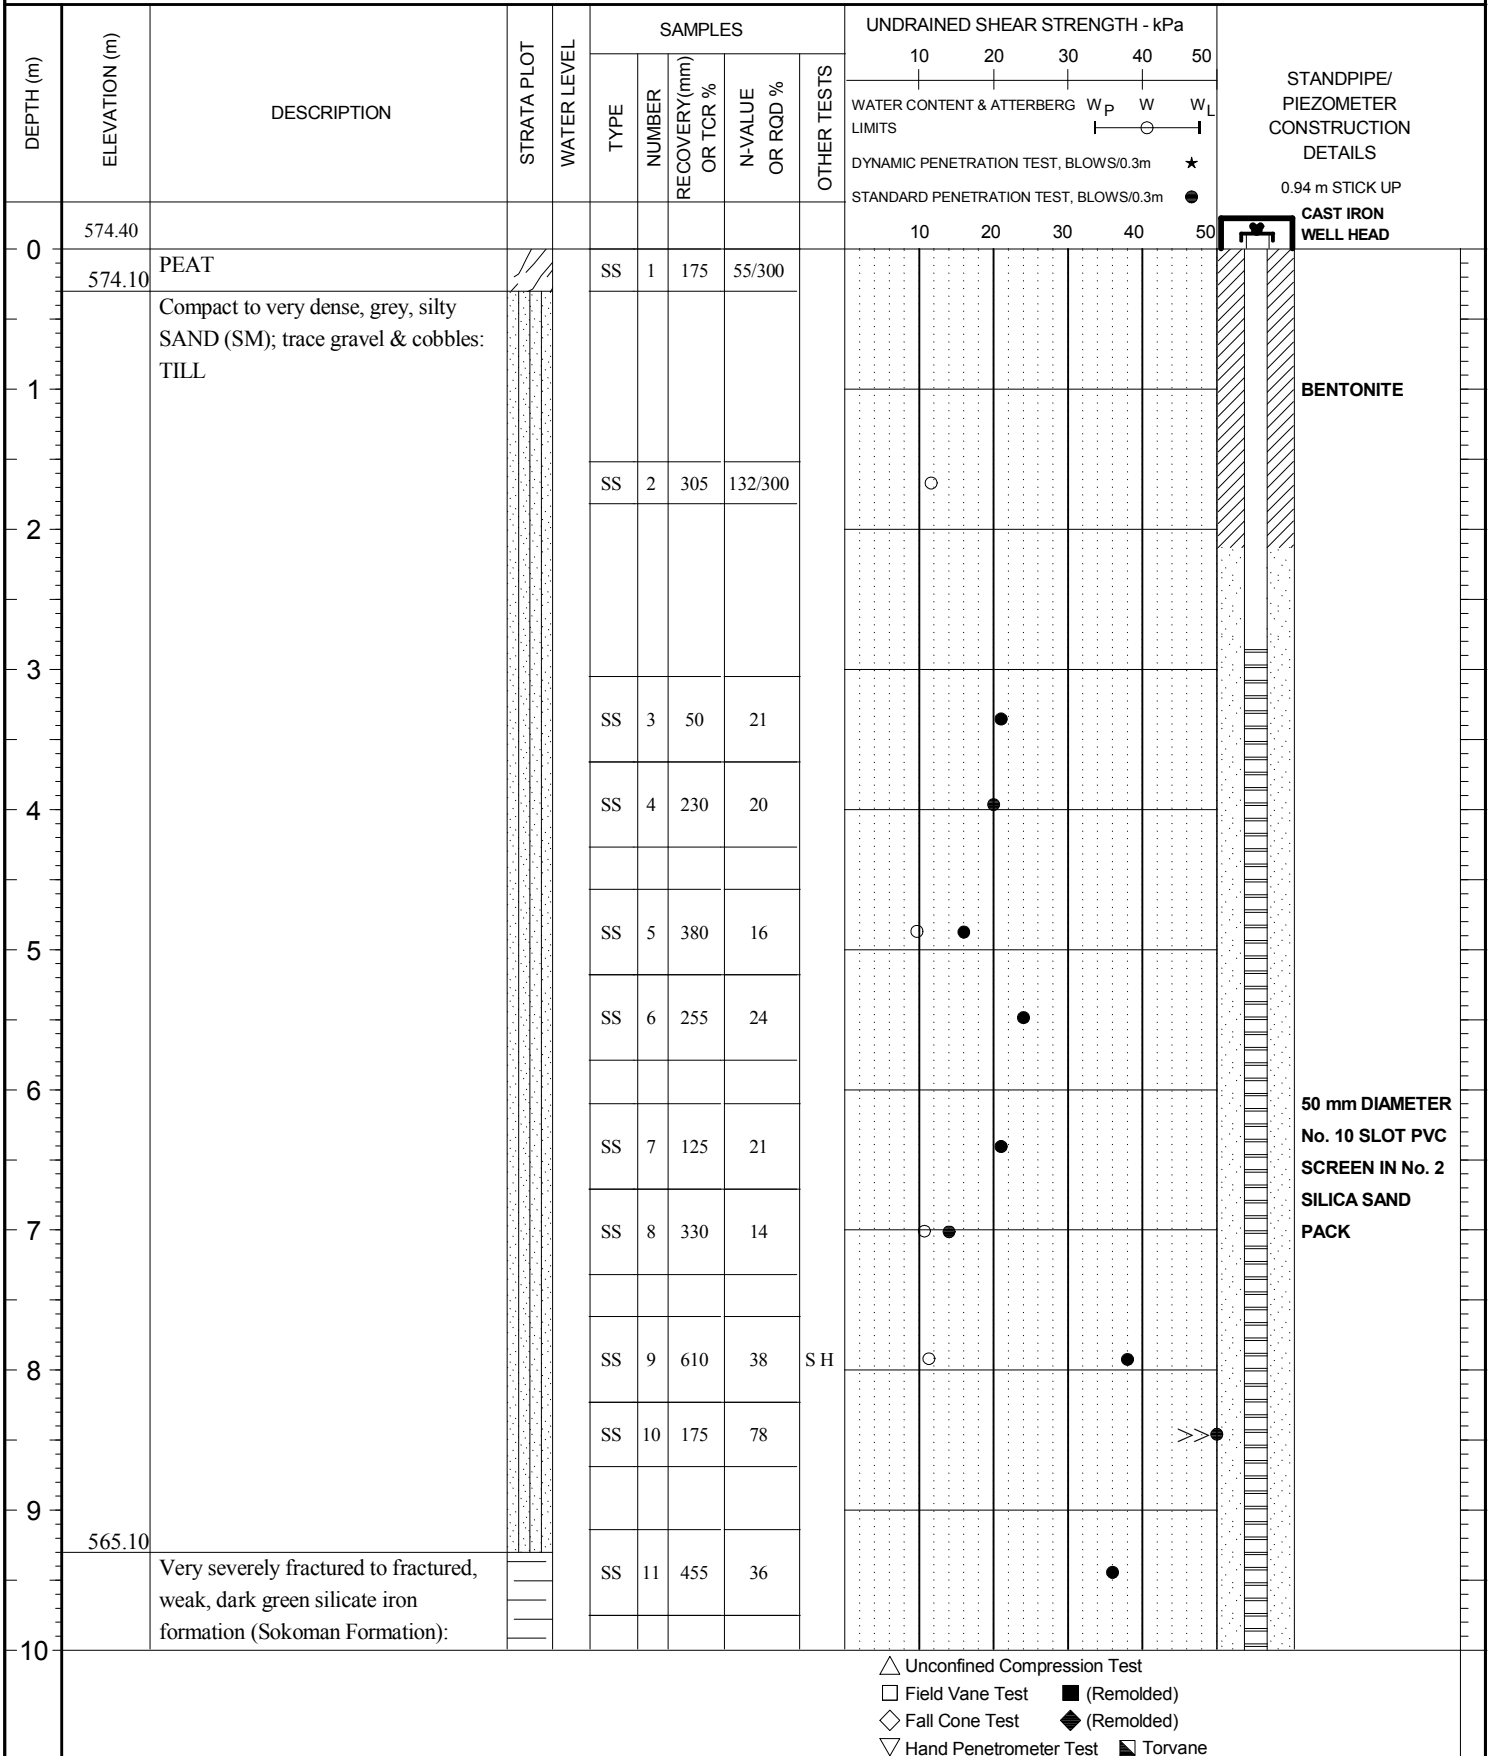 DEPTH (m)
ELEVATION (m)
DESCRIPTION
STRATA PLOT
WATER LEVEL
SAMPLES
TYPE
NUMBER
RECOVERY(mm)
OR TCR %
N-VALUE
OR RQD %
OTHER TESTS
UNDRAINED SHEAR STRENGTH - kPa
10 20 30 40 50
WATER CONTENT & ATTERBERG WP W WL
LIMITS
DYNAMIC PENETRATION TEST, BLOWS/0.3m ★
STANDARD PENETRATION TEST, BLOWS/0.3m ●
10 20 30 40 50
STANDPIPE/
PIEZOMETER
CONSTRUCTION
DETAILS
0.94 m STICK UP
CAST IRON
WELL HEAD
574.40
0
PEAT
SS 1 175 55/300
574.10
Compact to very dense, grey, silty
SAND (SM); trace gravel & cobbles:
TILL
1
BENTONITE
SS 2 305 132/300
2
3
SS 3 50 21
SS 4 230 20
4
SS 5 380 16
5
SS 6 255 24
6
50 mm DIAMETER
No. 10 SLOT PVC
SCREEN IN No. 2
SILICA SAND
PACK
SS 7 125 21
SS 8 330 14
7
SS 9 610 38 S H
8
SS 10 175 78
>>
9
565.10
Very severely fractured to fractured,
weak, dark green silicate iron
formation (Sokoman Formation):
SS 11 455 36
10
△ Unconfined Compression Test
□ Field Vane Test ■ (Remolded)
◇ Fall Cone Test ◆ (Remolded)
▽ Hand Penetrometer Test ◣ Torvane